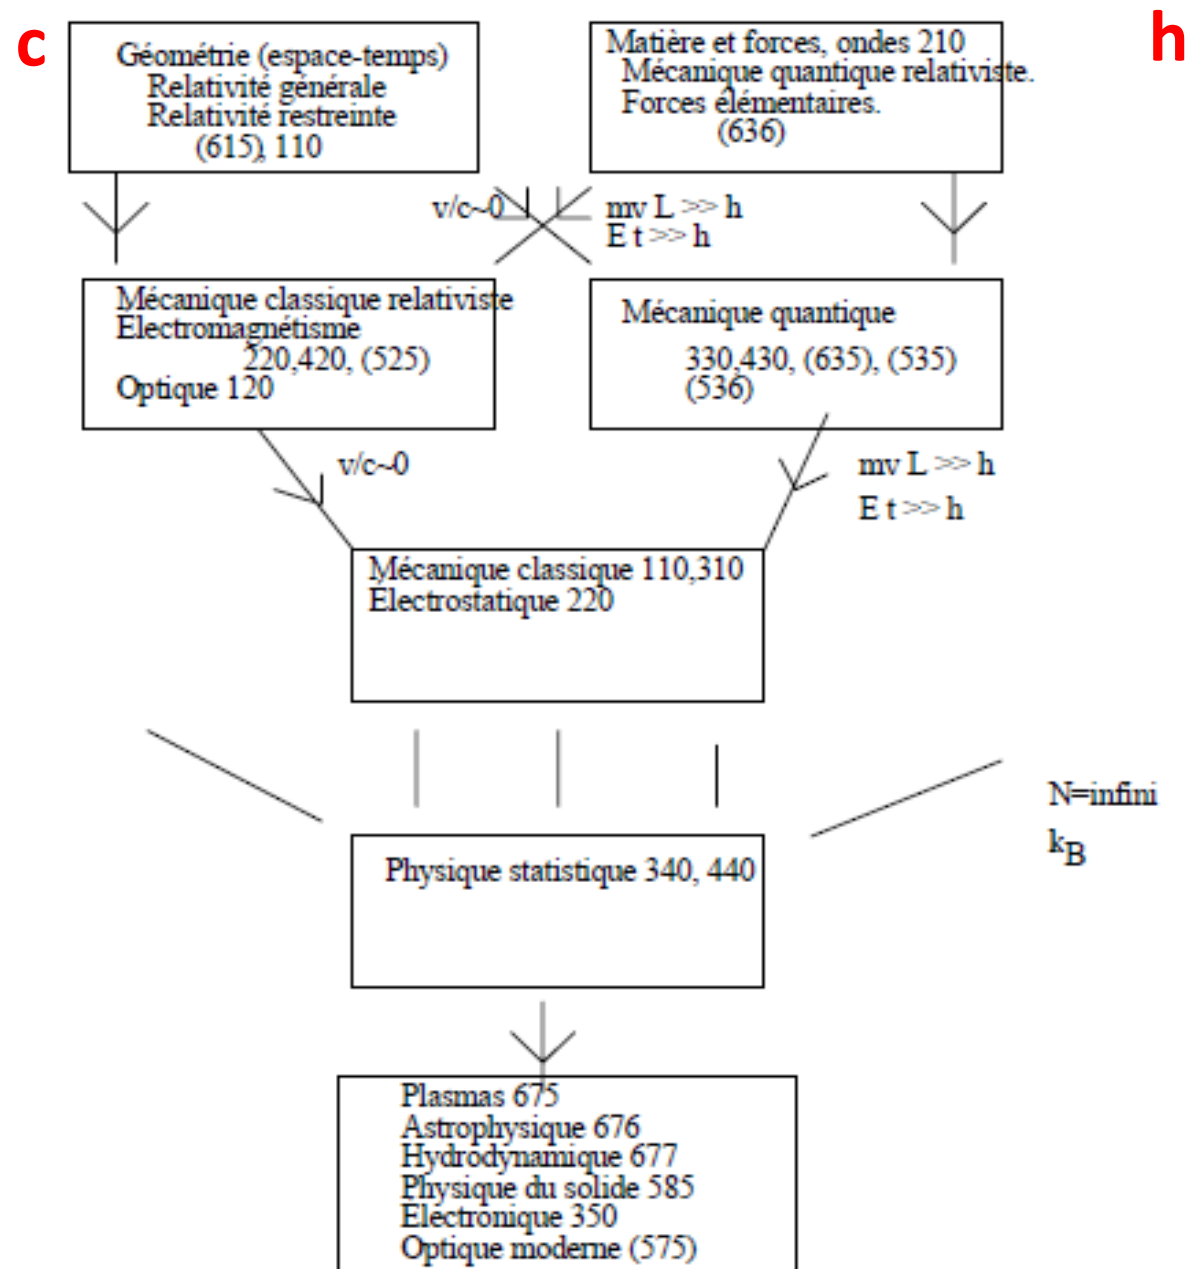 c
h
Géométrie (espace-temps)
Relativité générale
Relativité restreinte
(615), 110
Matière et forces, ondes 210
Mécanique quantique relativiste.
Forces élémentaires.
(636)
v/c~0
mv L >> h
E t >> h
Mécanique classique relativiste
Electromagnétisme
220,420, (525)
Optique 120
Mécanique quantique
330,430, (635), (535)
(536)
v/c~0
mv L >> h
E t >> h
Mécanique classique 110,310
Electrostatique 220
N=infini
kB
Physique statistique 340, 440
Plasmas 675
Astrophysique 676
Hydrodynamique 677
Physique du solide 585
Electronique 350
Optique moderne (575)